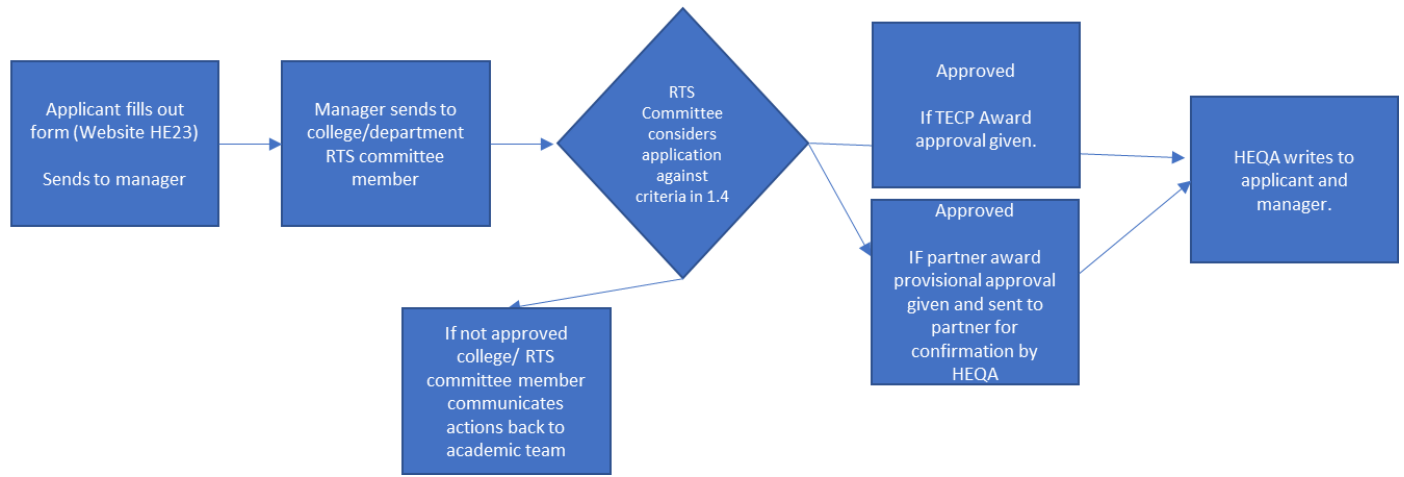 Applicant fills out
form (Website HE23)
Sends to manager
Manager sends to
college/department
RTS committee
member
RTS
Committee
considers
application
against
criteria in 1.4
If not approved
college/ RTS
committee member
communicates
actions back to
academic team
Approved
If TECP Award
approval given.
Approved
IF partner award
provisional approval
given and sent to
partner for
confirmation by
HEQA
HEQA writes to
applicant and
manager.